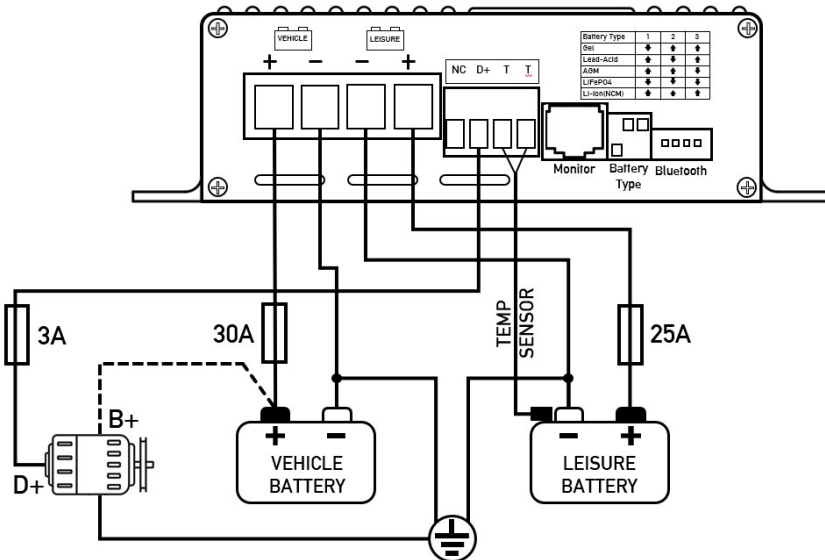 VEHICLE
LEISURE
+ − − +
NC D+ T T
Battery Type 1 2 3
Gel ⬇ ⬆ ⬆
Lead-Acid ⬆ ⬇ ⬆
AGM ⬆ ⬆ ⬇
LiFePO4 ⬇ ⬇ ⬇
Li-Ion(NCM) ⬆ ⬆ ⬆
Monitor
Battery
Type
Bluetooth
3A
30A
TEMP
SENSOR
25A
B+
D+
+ −
VEHICLE
BATTERY
− +
LEISURE
BATTERY